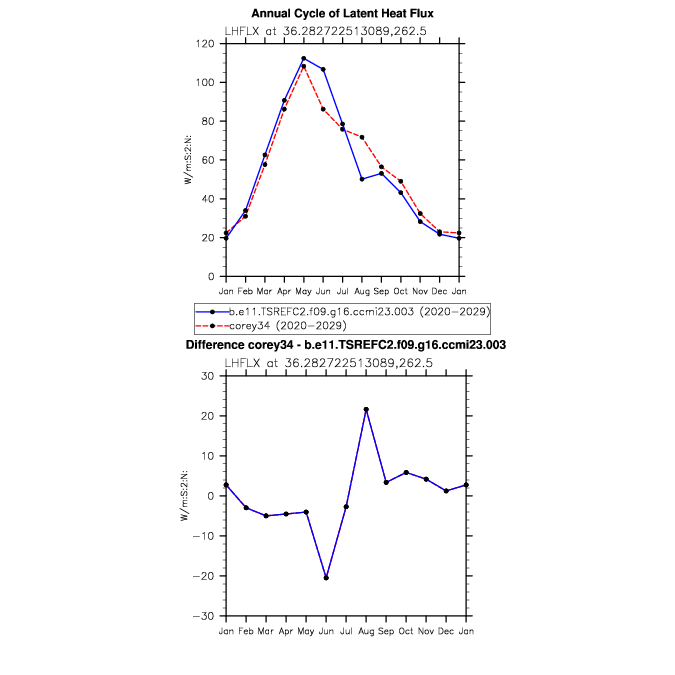 Annual Cycle of Latent Heat Flux
LHFLX at 36.282722513089,262.5
120
100
80
60
40
20
0
W/m:S:2:N:
Jan Feb Mar Apr May Jun Jul Aug Sep Oct Nov Dec Jan
b.e11.TSREFC2.f09.g16.ccmi23.003 (2020-2029)
corey34 (2020-2029)
Difference corey34 - b.e11.TSREFC2.f09.g16.ccmi23.003
LHFLX at 36.282722513089,262.5
30
20
10
0
-10
-20
-30
W/m:S:2:N:
Jan Feb Mar Apr May Jun Jul Aug Sep Oct Nov Dec Jan